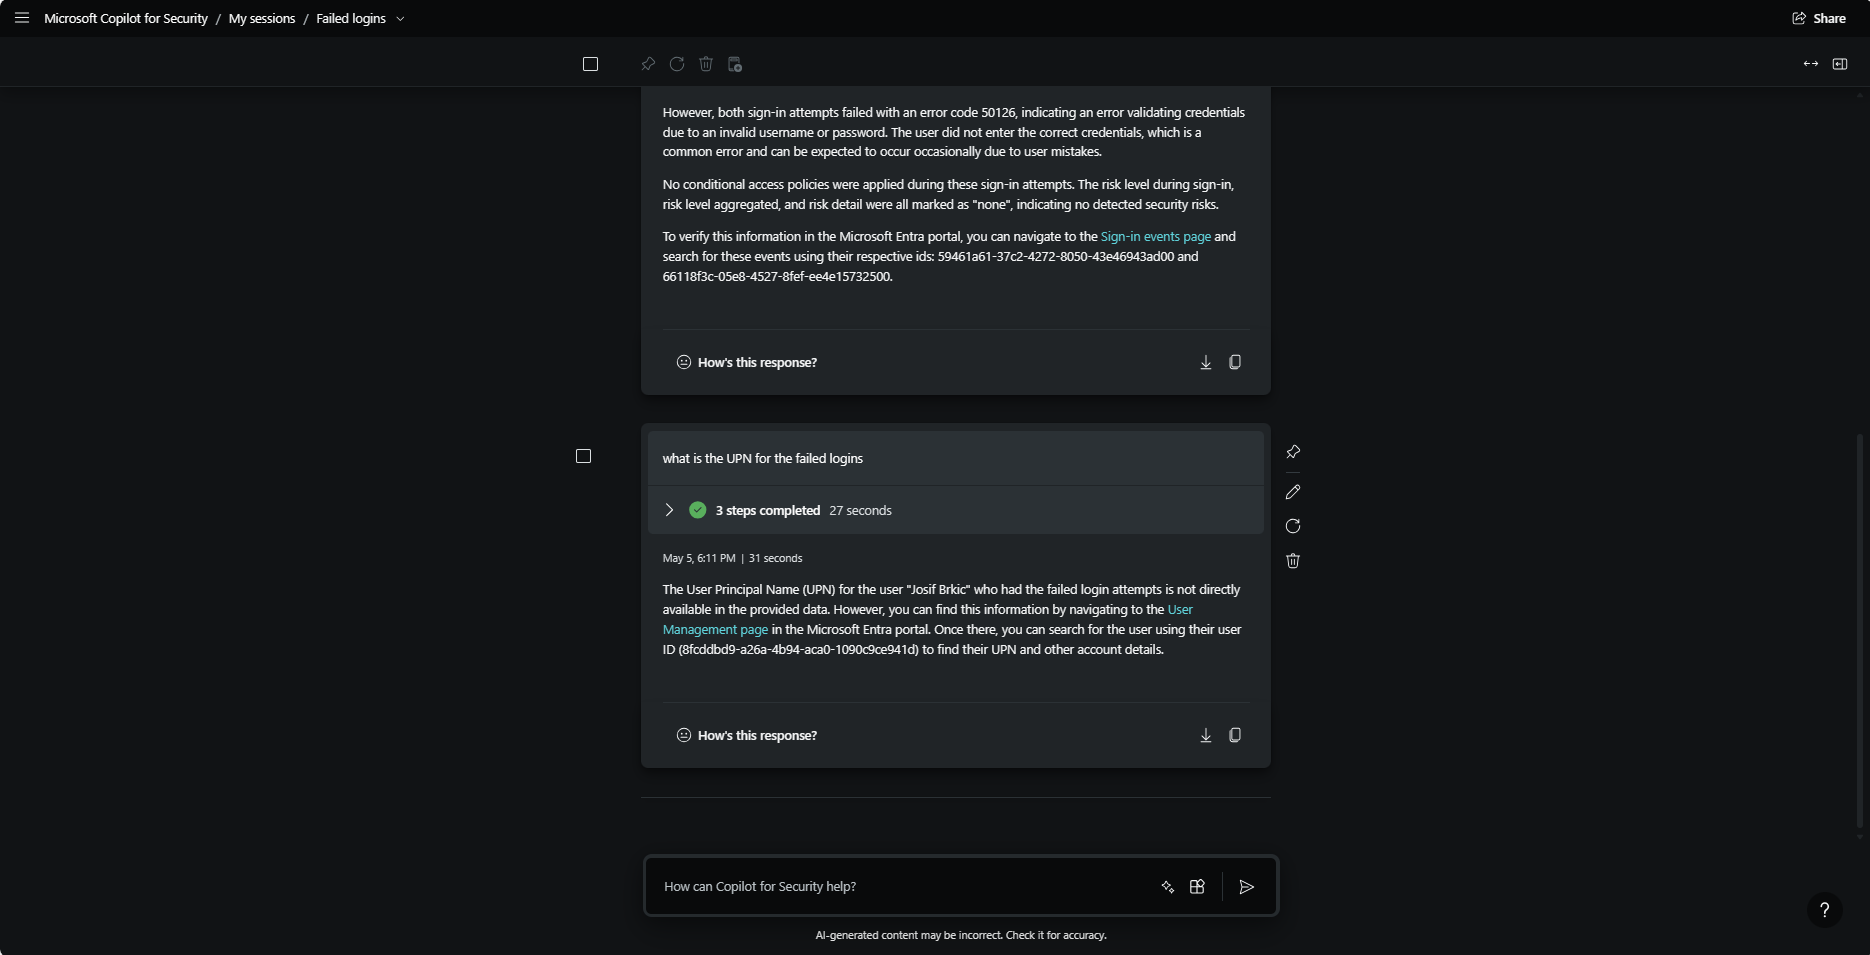 Microsoft Copilot for Security / My sessions / Failed logins
Share
However, both sign-in attempts failed with an error code 50126, indicating an error validating credentials
due to an invalid username or password. The user did not enter the correct credentials, which is a
common error and can be expected to occur occasionally due to user mistakes.
No conditional access policies were applied during these sign-in attempts. The risk level during sign-in,
risk level aggregated, and risk detail were all marked as "none", indicating no detected security risks.
To verify this information in the Microsoft Entra portal, you can navigate to the Sign-in events page and
search for these events using their respective ids: 59461a61-37c2-4272-8050-43e46943ad00 and
66118f3c-05e8-4527-8fef-ee4e15732500.
How's this response?
what is the UPN for the failed logins
3 steps completed 27 seconds
May 5, 6:11 PM | 31 seconds
The User Principal Name (UPN) for the user "Josif Brkic" who had the failed login attempts is not directly
available in the provided data. However, you can find this information by navigating to the User
Management page in the Microsoft Entra portal. Once there, you can search for the user using their user
ID (8fcddbd9-a26a-4b94-aca0-1090c9ce941d) to find their UPN and other account details.
How's this response?
How can Copilot for Security help?
?
AI-generated content may be incorrect. Check it for accuracy.